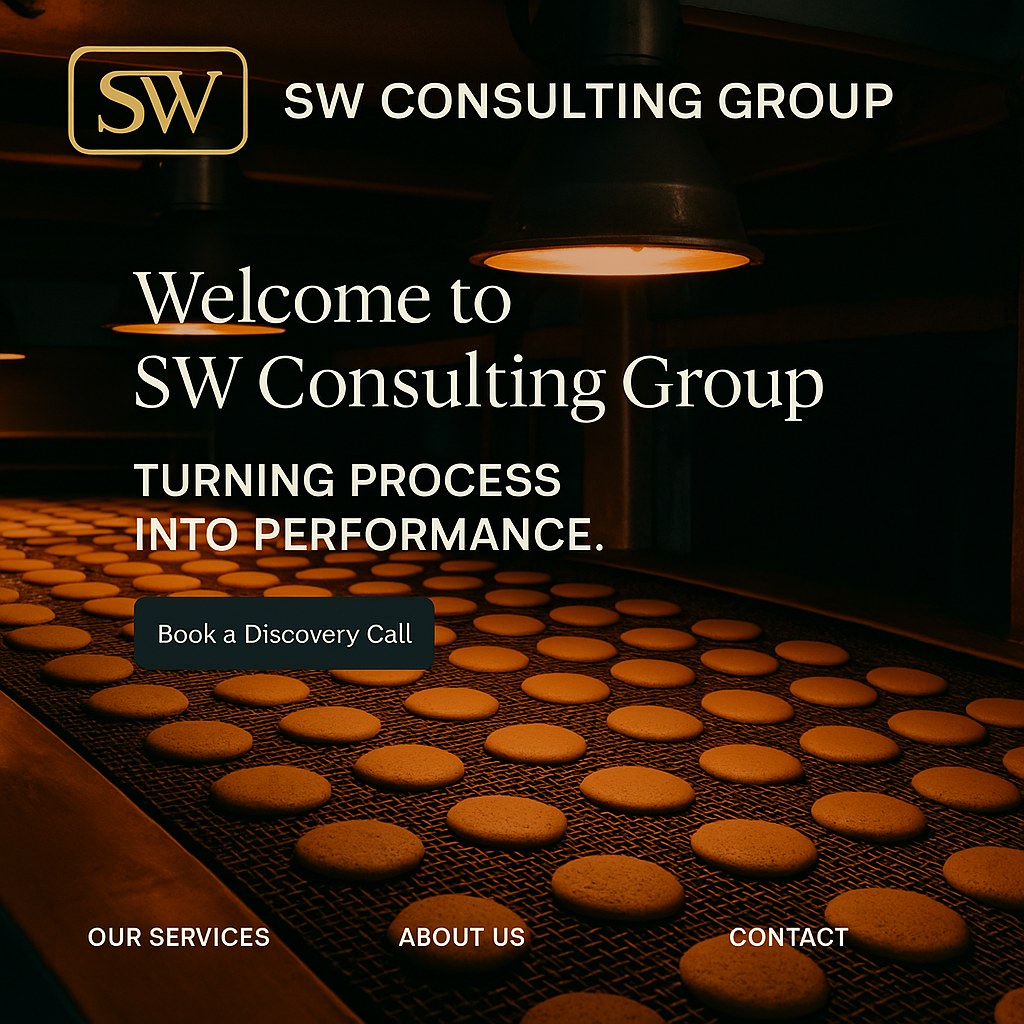 SW
SW CONSULTING GROUP
Welcome to
SW Consulting Group
TURNING PROCESS
INTO PERFORMANCE.
Book a Discovery Call
OUR SERVICES
ABOUT US
CONTACT